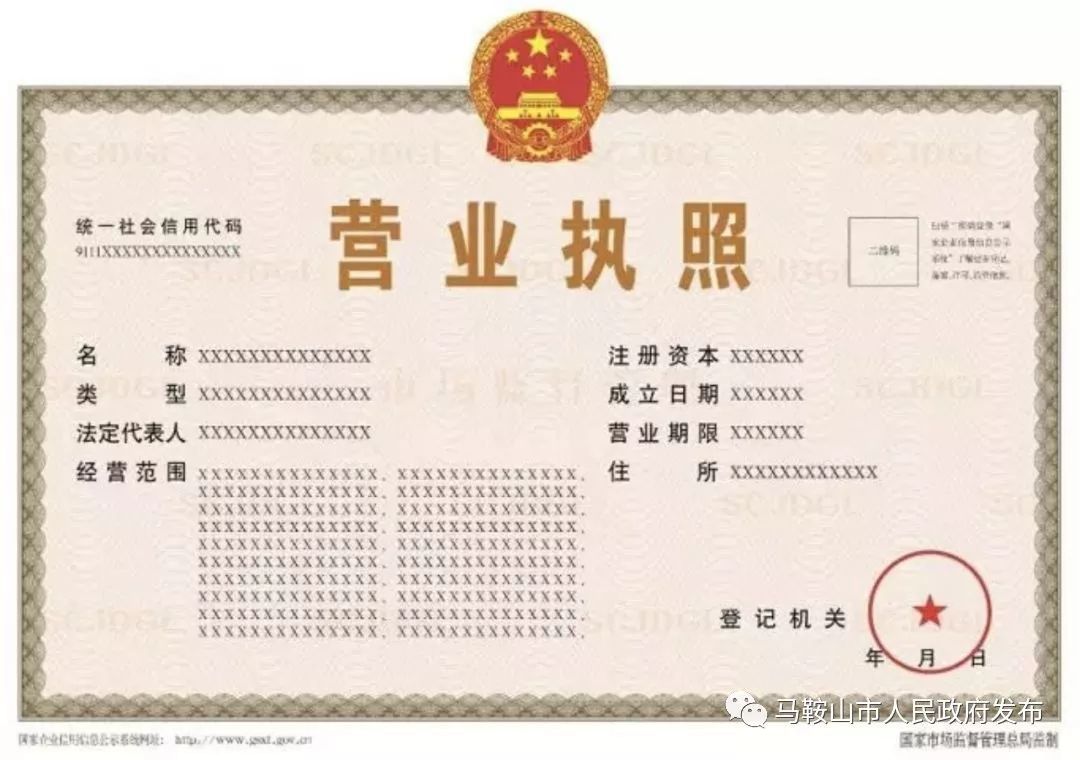 营业执照
统一社会信用代码
9111XXXXXXXXXXXXXX
二维码
扫描二维码登录“国
家企业信用信息公示
系统”了解更多登记、
备案、许可、监管信息。
名称 XXXXXXXXXXXXXX
类型 XXXXXXXXXXXXXX
法定代表人 XXXXXXXXXXXXXX
经营范围 XXXXXXXXXXXXXX、XXXXXXXXXXXXXX、
XXXXXXXXXXXXXX、XXXXXXXXXXXXXX、
XXXXXXXXXXXXXX、XXXXXXXXXXXXXX、
XXXXXXXXXXXXXX、XXXXXXXXXXXXXX、
XXXXXXXXXXXXXX、XXXXXXXXXXXXXX、
XXXXXXXXXXXXXX、XXXXXXXXXXXXXX、
XXXXXXXXXXXXXX、XXXXXXXXXXXXXX、
XXXXXXXXXXXXXX、XXXXXXXXXXXXXX、
XXXXXXXXXXXXXX、XXXXXXXXXXXXXX、
XXXXXXXXXXXXXX、XXXXXXXXXXXXXX、
注册资本 XXXXXX
成立日期 XXXXXX
营业期限 XXXXXX
住所 XXXXXXXXXXXX
登记机关
年 月 日
SCJDGL
马鞍山市人民政府发布
国家企业信用信息公示系统网址： http://www.gsxt.gov.cn
国家市场监督管理总局监制